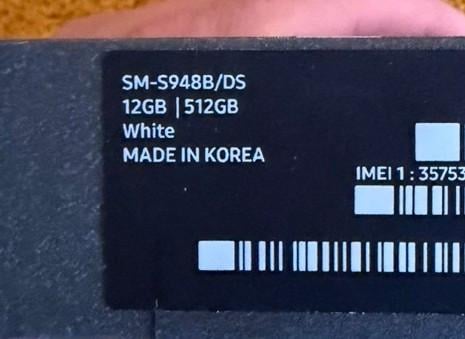 SM-S948B/DS
12GB | 512GB
White
MADE IN KOREA
IMEI 1 : 35753